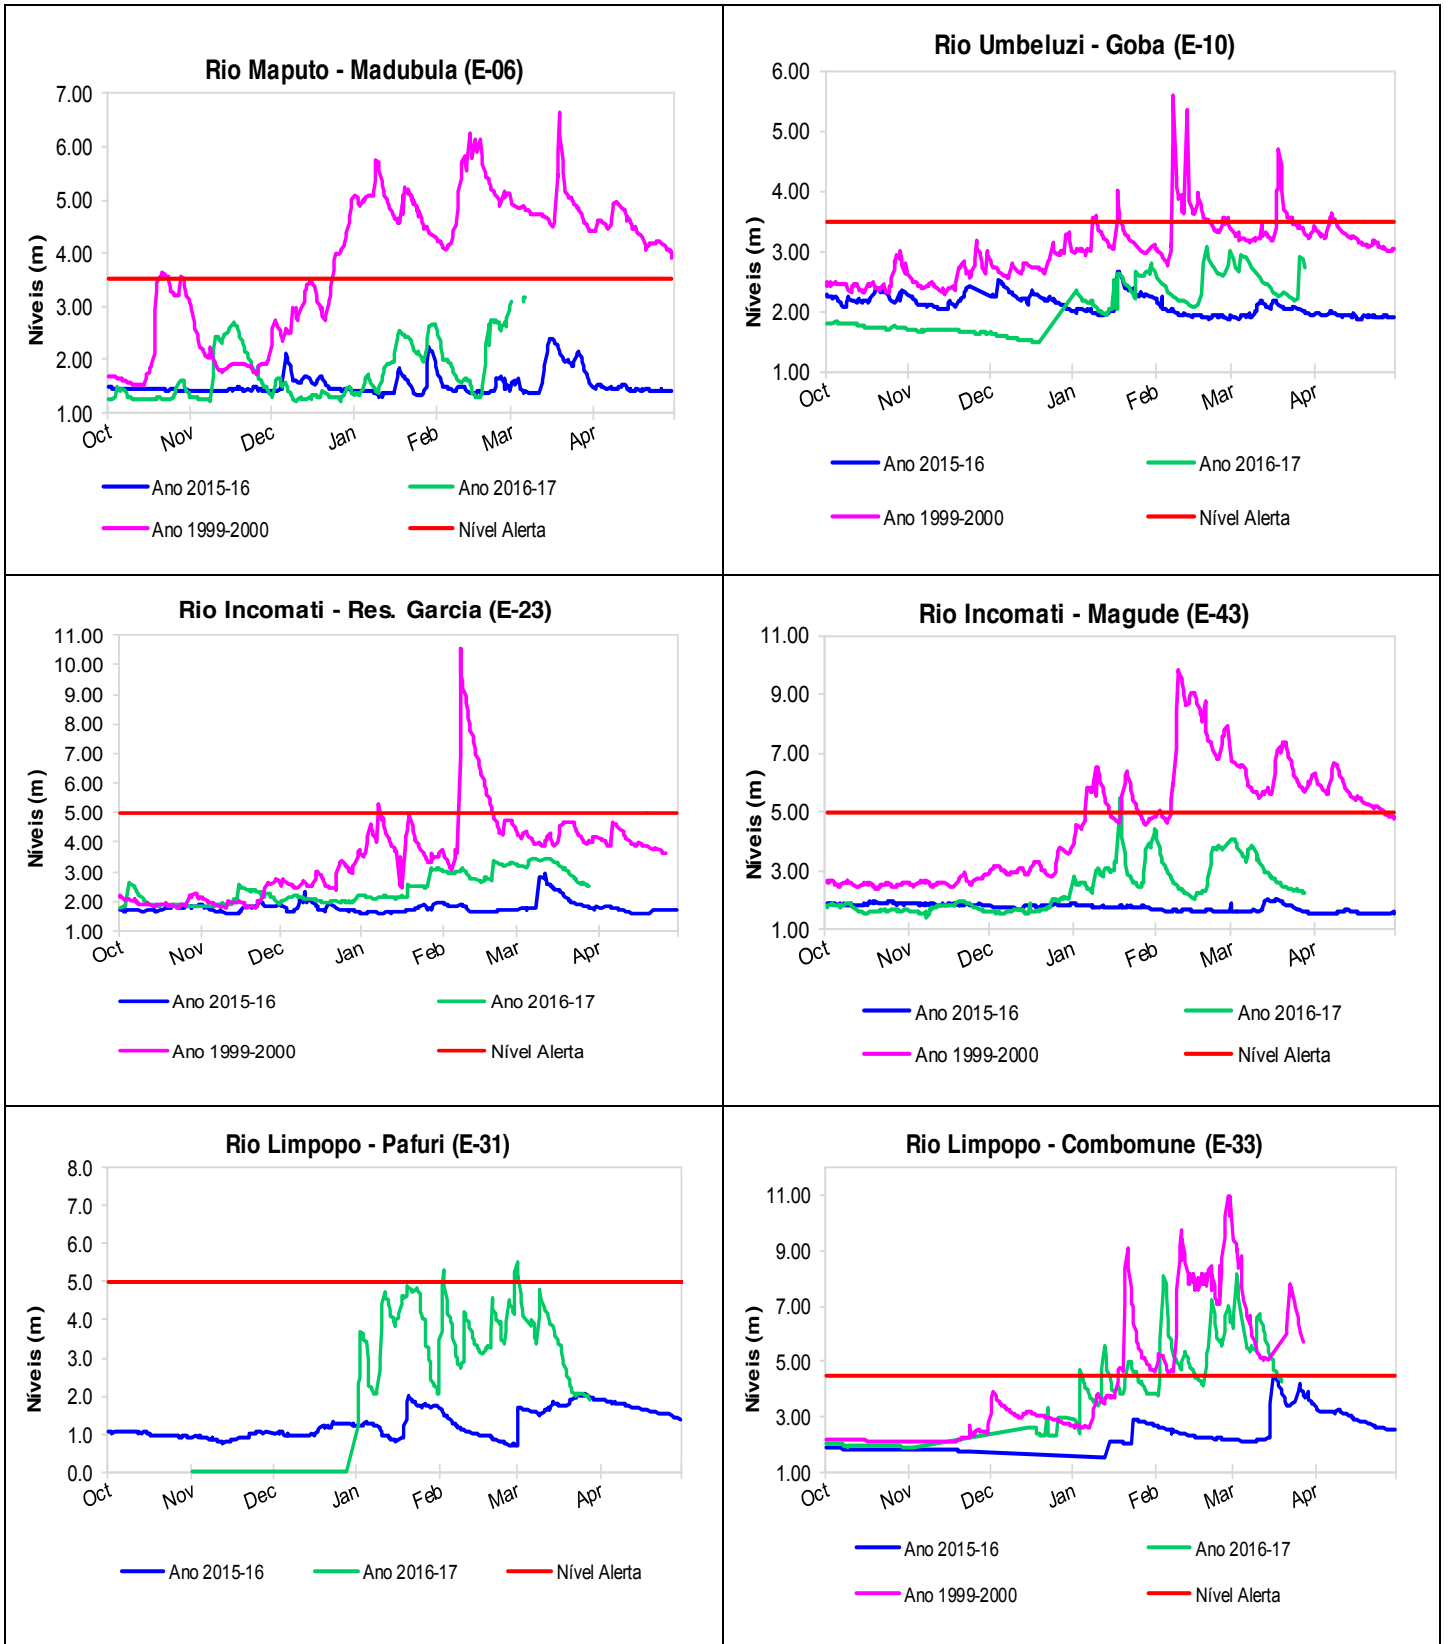 Rio Maputo - Madubula (E-06)
Níveis (m)
7.00
6.00
5.00
4.00
3.00
2.00
1.00
Oct Nov Dec Jan Feb Mar Apr
Ano 2015-16 Ano 2016-17
Ano 1999-2000 Nível Alerta
Rio Umbeluzi - Goba (E-10)
Níveis (m)
6.00
5.00
4.00
3.00
2.00
1.00
Oct Nov Dec Jan Feb Mar Apr
Ano 2015-16 Ano 2016-17
Ano 1999-2000 Nível Alerta
Rio Incomati - Res. Garcia (E-23)
Níveis (m)
11.00
10.00
9.00
8.00
7.00
6.00
5.00
4.00
3.00
2.00
1.00
Oct Nov Dec Jan Feb Mar Apr
Ano 2015-16 Ano 2016-17
Ano 1999-2000 Nível Alerta
Rio Incomati - Magude (E-43)
Níveis (m)
11.00
9.00
7.00
5.00
3.00
1.00
Oct Nov Dec Jan Feb Mar Apr
Ano 2015-16 Ano 2016-17
Ano 1999-2000 Nível Alerta
Rio Limpopo - Pafuri (E-31)
Níveis (m)
8.0
7.0
6.0
5.0
4.0
3.0
2.0
1.0
0.0
Oct Nov Dec Jan Feb Mar Apr
Ano 2015-16 Ano 2016-17 Nível Alerta
Rio Limpopo - Combomune (E-33)
Níveis (m)
11.00
9.00
7.00
5.00
3.00
1.00
Oct Nov Dec Jan Feb Mar Apr
Ano 2015-16 Ano 2016-17
Ano 1999-2000 Nível Alerta